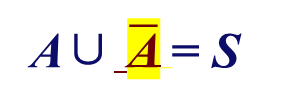 A ∪ A̅ = S